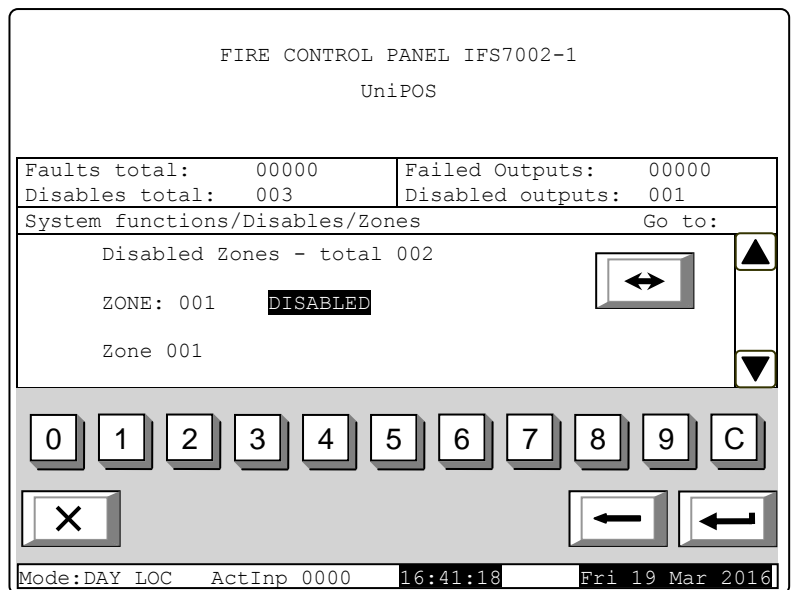 FIRE CONTROL PANEL IFS7002-1
UniPOS
Faults total: 00000 Failed Outputs: 00000
Disables total: 003 Disabled outputs: 001
System functions/Disables/Zones Go to:
Disabled Zones - total 002
ZONE: 001 DISABLED
Zone 001
0 1 2 3 4 5 6 7 8 9 C
Mode:DAY LOC ActInp 0000 16:41:18 Fri 19 Mar 2016